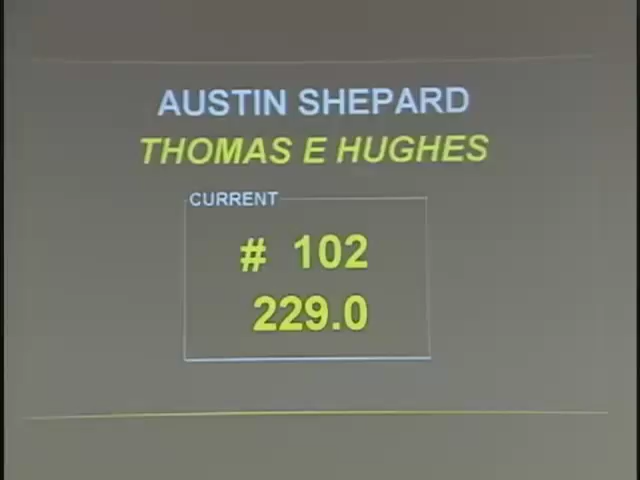 AUSTIN SHEPARD
THOMAS E HUGHES
CURRENT
# 102
229.0